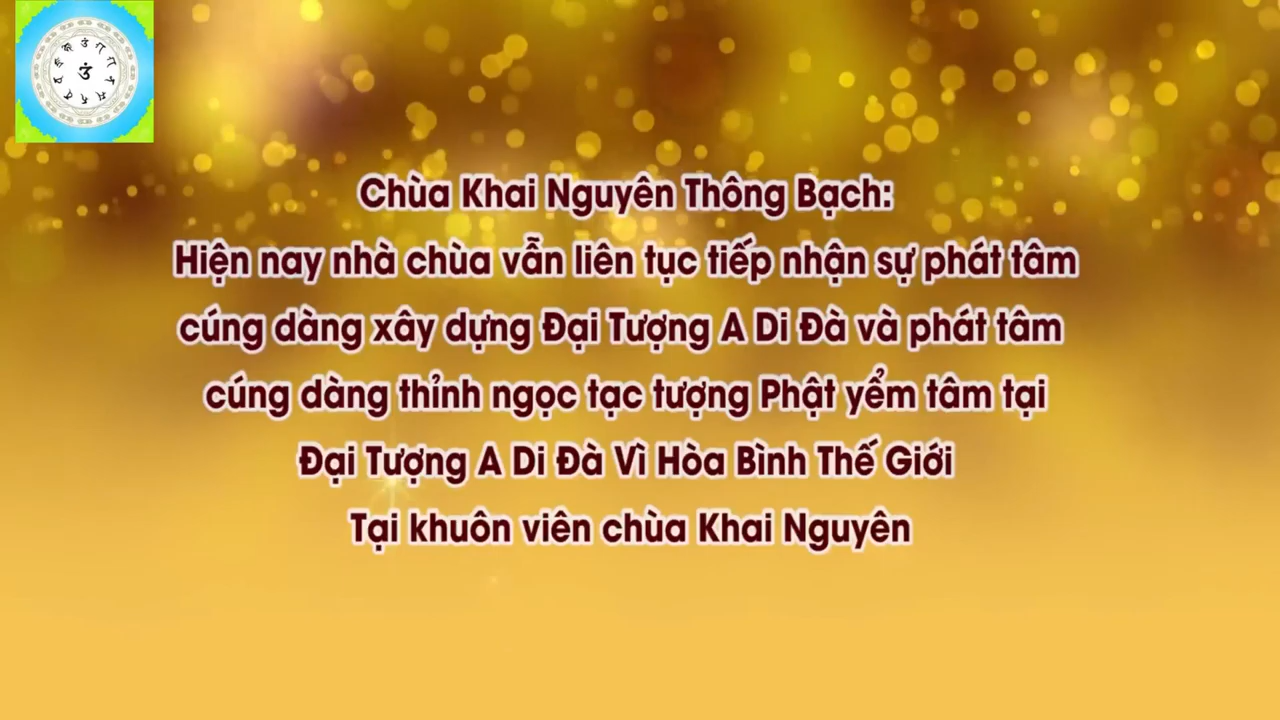 Chùa Khai Nguyên Thông Bạch:
Hiện nay nhà chùa vẫn liên tục tiếp nhận sự phát tâm
cúng dàng xây dựng Đại Tượng A Di Đà và phát tâm
cúng dàng thỉnh ngọc tạc tượng Phật yểm tâm tại
Đại Tượng A Di Đà Vì Hòa Bình Thế Giới
Tại khuôn viên chùa Khai Nguyên